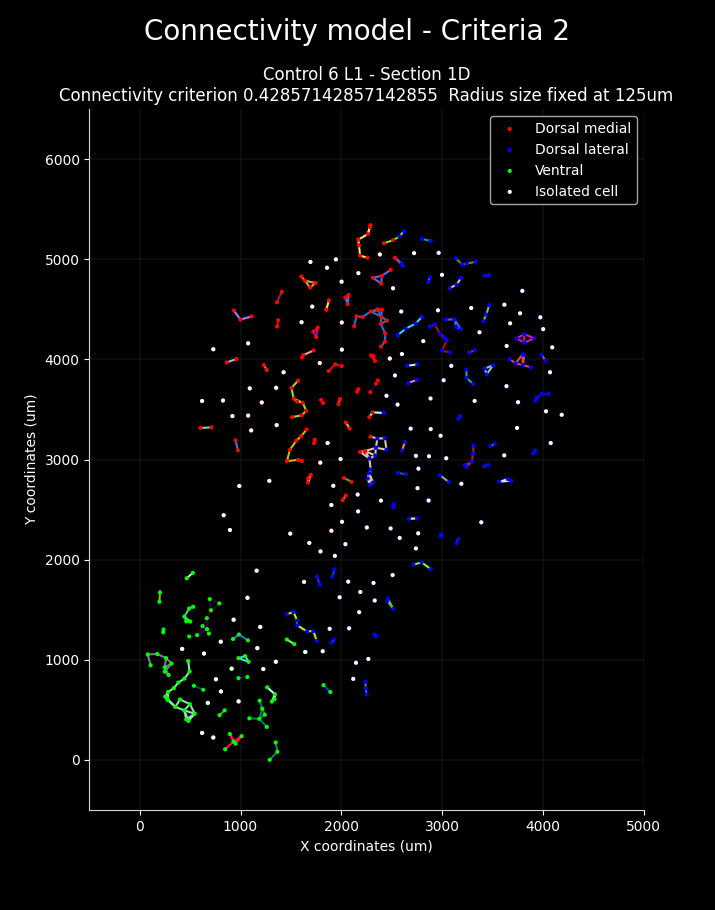 Connectivity model - Criteria 2
Control 6 L1 - Section 1D
Connectivity criterion 0.42857142857142855  Radius size fixed at 125um
Dorsal medial
Dorsal lateral
Ventral
Isolated cell
6000
5000
4000
3000
2000
1000
0
Y coordinates (um)
0
1000
2000
3000
4000
5000
X coordinates (um)